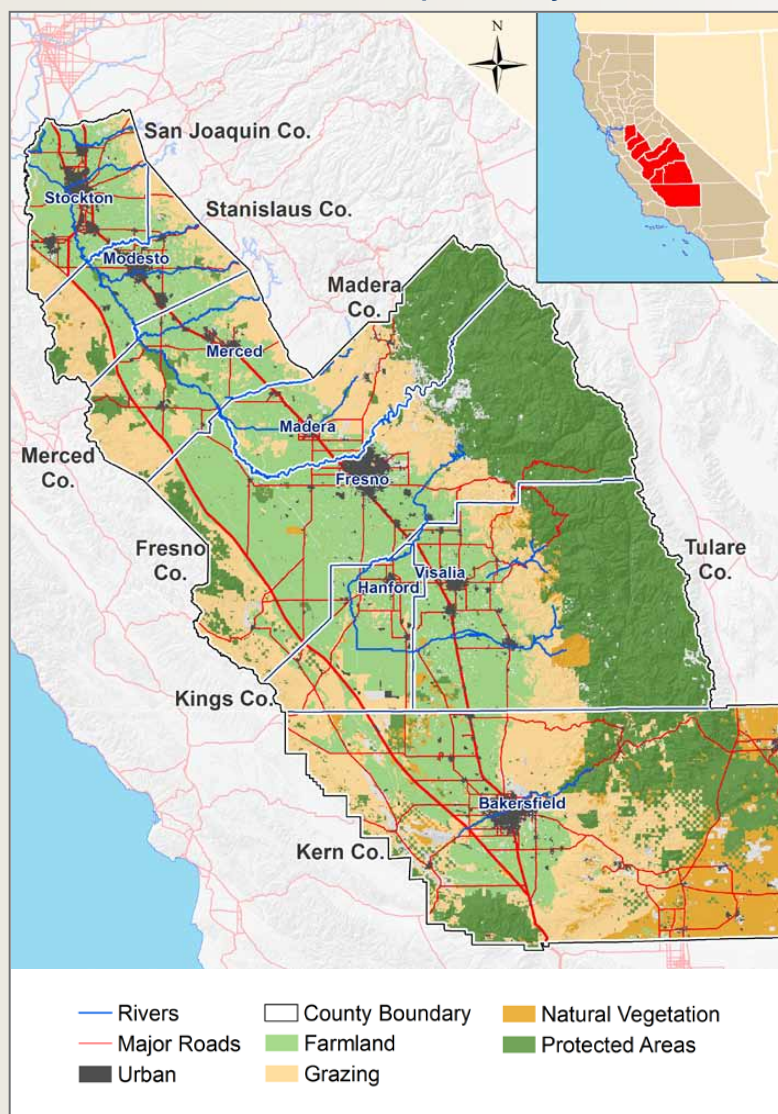 N
San Joaquin Co.
Stockton
Stanislaus Co.
Modesto
Madera
Co.
Merced
Madera
Merced
Co.
Fresno
Fresno
Co.
Tulare
Co.
Visalia
Hanford
Kings Co.
Bakersfield
Kern Co.
Rivers
County Boundary
Natural Vegetation
Major Roads
Farmland
Protected Areas
Urban
Grazing